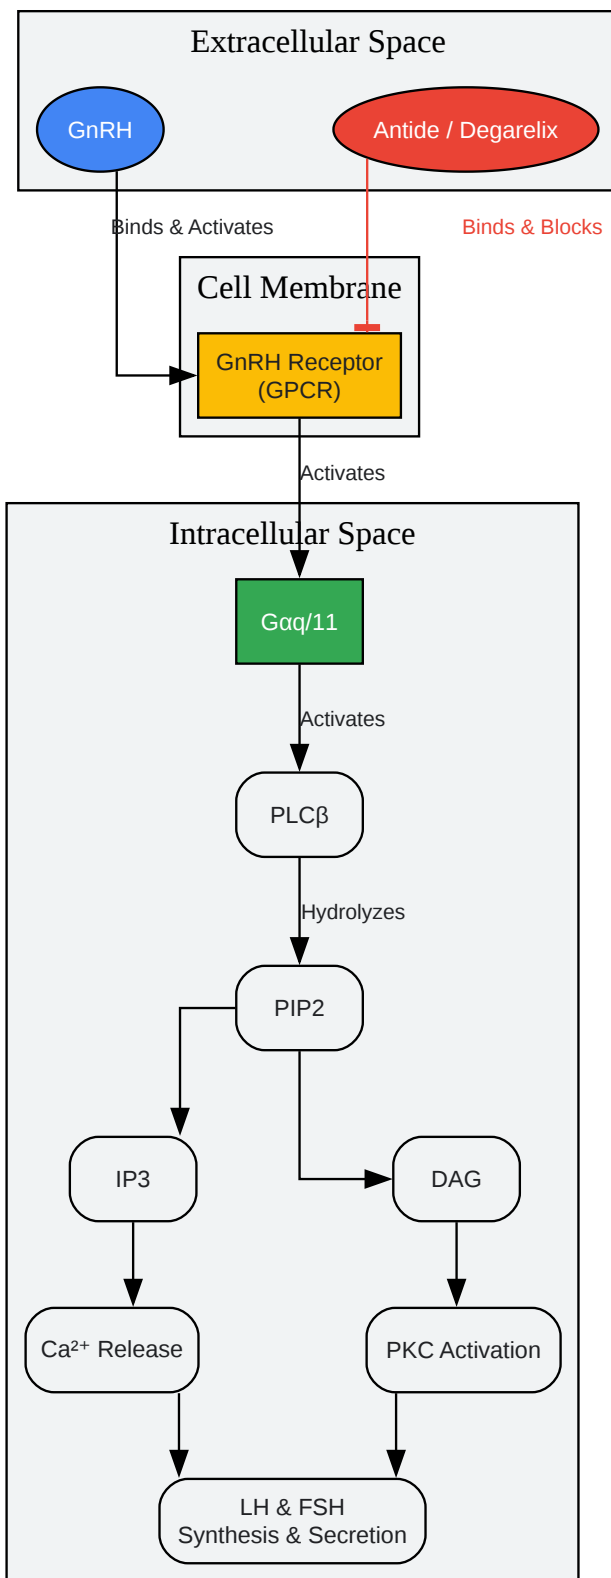 Extracellular Space
GnRH
Antide / Degarelix
Binds & Activates
Binds & Blocks
Cell Membrane
GnRH Receptor
(GPCR)
Activates
Intracellular Space
Gαq/11
Activates
PLCβ
Hydrolyzes
PIP2
IP3
DAG
Ca²⁺ Release
PKC Activation
LH & FSH
Synthesis & Secretion